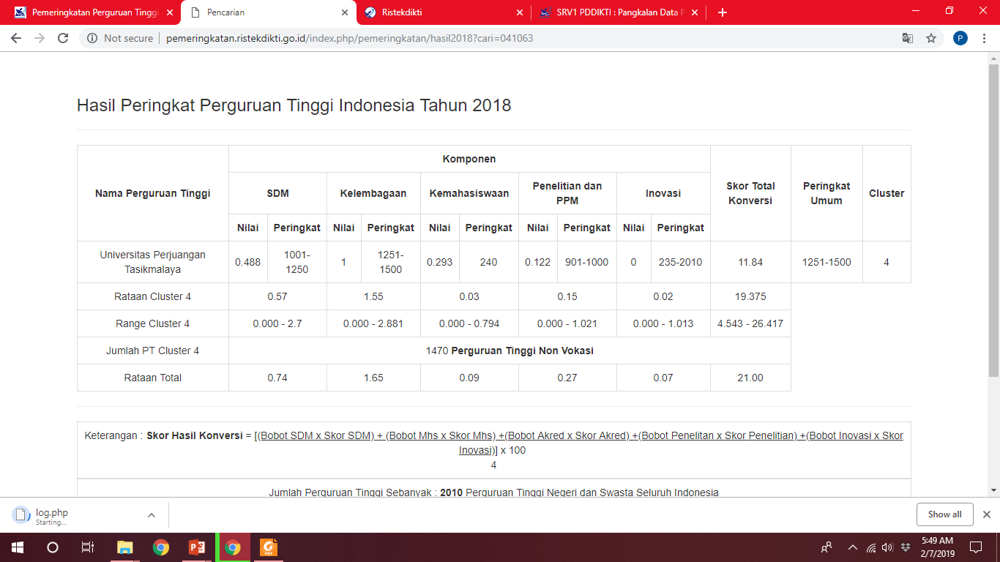 Pemeringkatan Perguruan Tinggi
Pencarian
Ristekdikti
SRV1 PDDIKTI : Pangkalan Data P
Not secure | pemeringkatan.ristekdikti.go.id/index.php/pemeringkatan/hasil2018?cari=041063
P
Hasil Peringkat Perguruan Tinggi Indonesia Tahun 2018
Nama Perguruan Tinggi
Komponen
Skor Total
Konversi
Peringkat
Umum
Cluster
SDM
Kelembagaan
Kemahasiswaan
Penelitian dan
PPM
Inovasi
Nilai Peringkat Nilai Peringkat Nilai Peringkat Nilai Peringkat Nilai Peringkat
Universitas Perjuangan
Tasikmalaya
0.488
1001-
1250
1
1251-
1500
0.293 240 0.122 901-1000 0 235-2010 11.84 1251-1500 4
Rataan Cluster 4 0.57 1.55 0.03 0.15 0.02 19.375
Range Cluster 4 0.000 - 2.7 0.000 - 2.881 0.000 - 0.794 0.000 - 1.021 0.000 - 1.013 4.543 - 26.417
Jumlah PT Cluster 4 1470 Perguruan Tinggi Non Vokasi
Rataan Total 0.74 1.65 0.09 0.27 0.07 21.00
Keterangan : Skor Hasil Konversi = [(Bobot SDM x Skor SDM) + (Bobot Mhs x Skor Mhs) +(Bobot Akred x Skor Akred) +(Bobot Penelitan x Skor Penelitian) +(Bobot Inovasi x Skor
Inovasi)] x 100
4
Jumlah Perguruan Tinggi Sebanyak : 2010 Perguruan Tinggi Negeri dan Swasta Seluruh Indonesia
log.php
Starting...
Show all
PDF
5:49 AM
2/7/2019